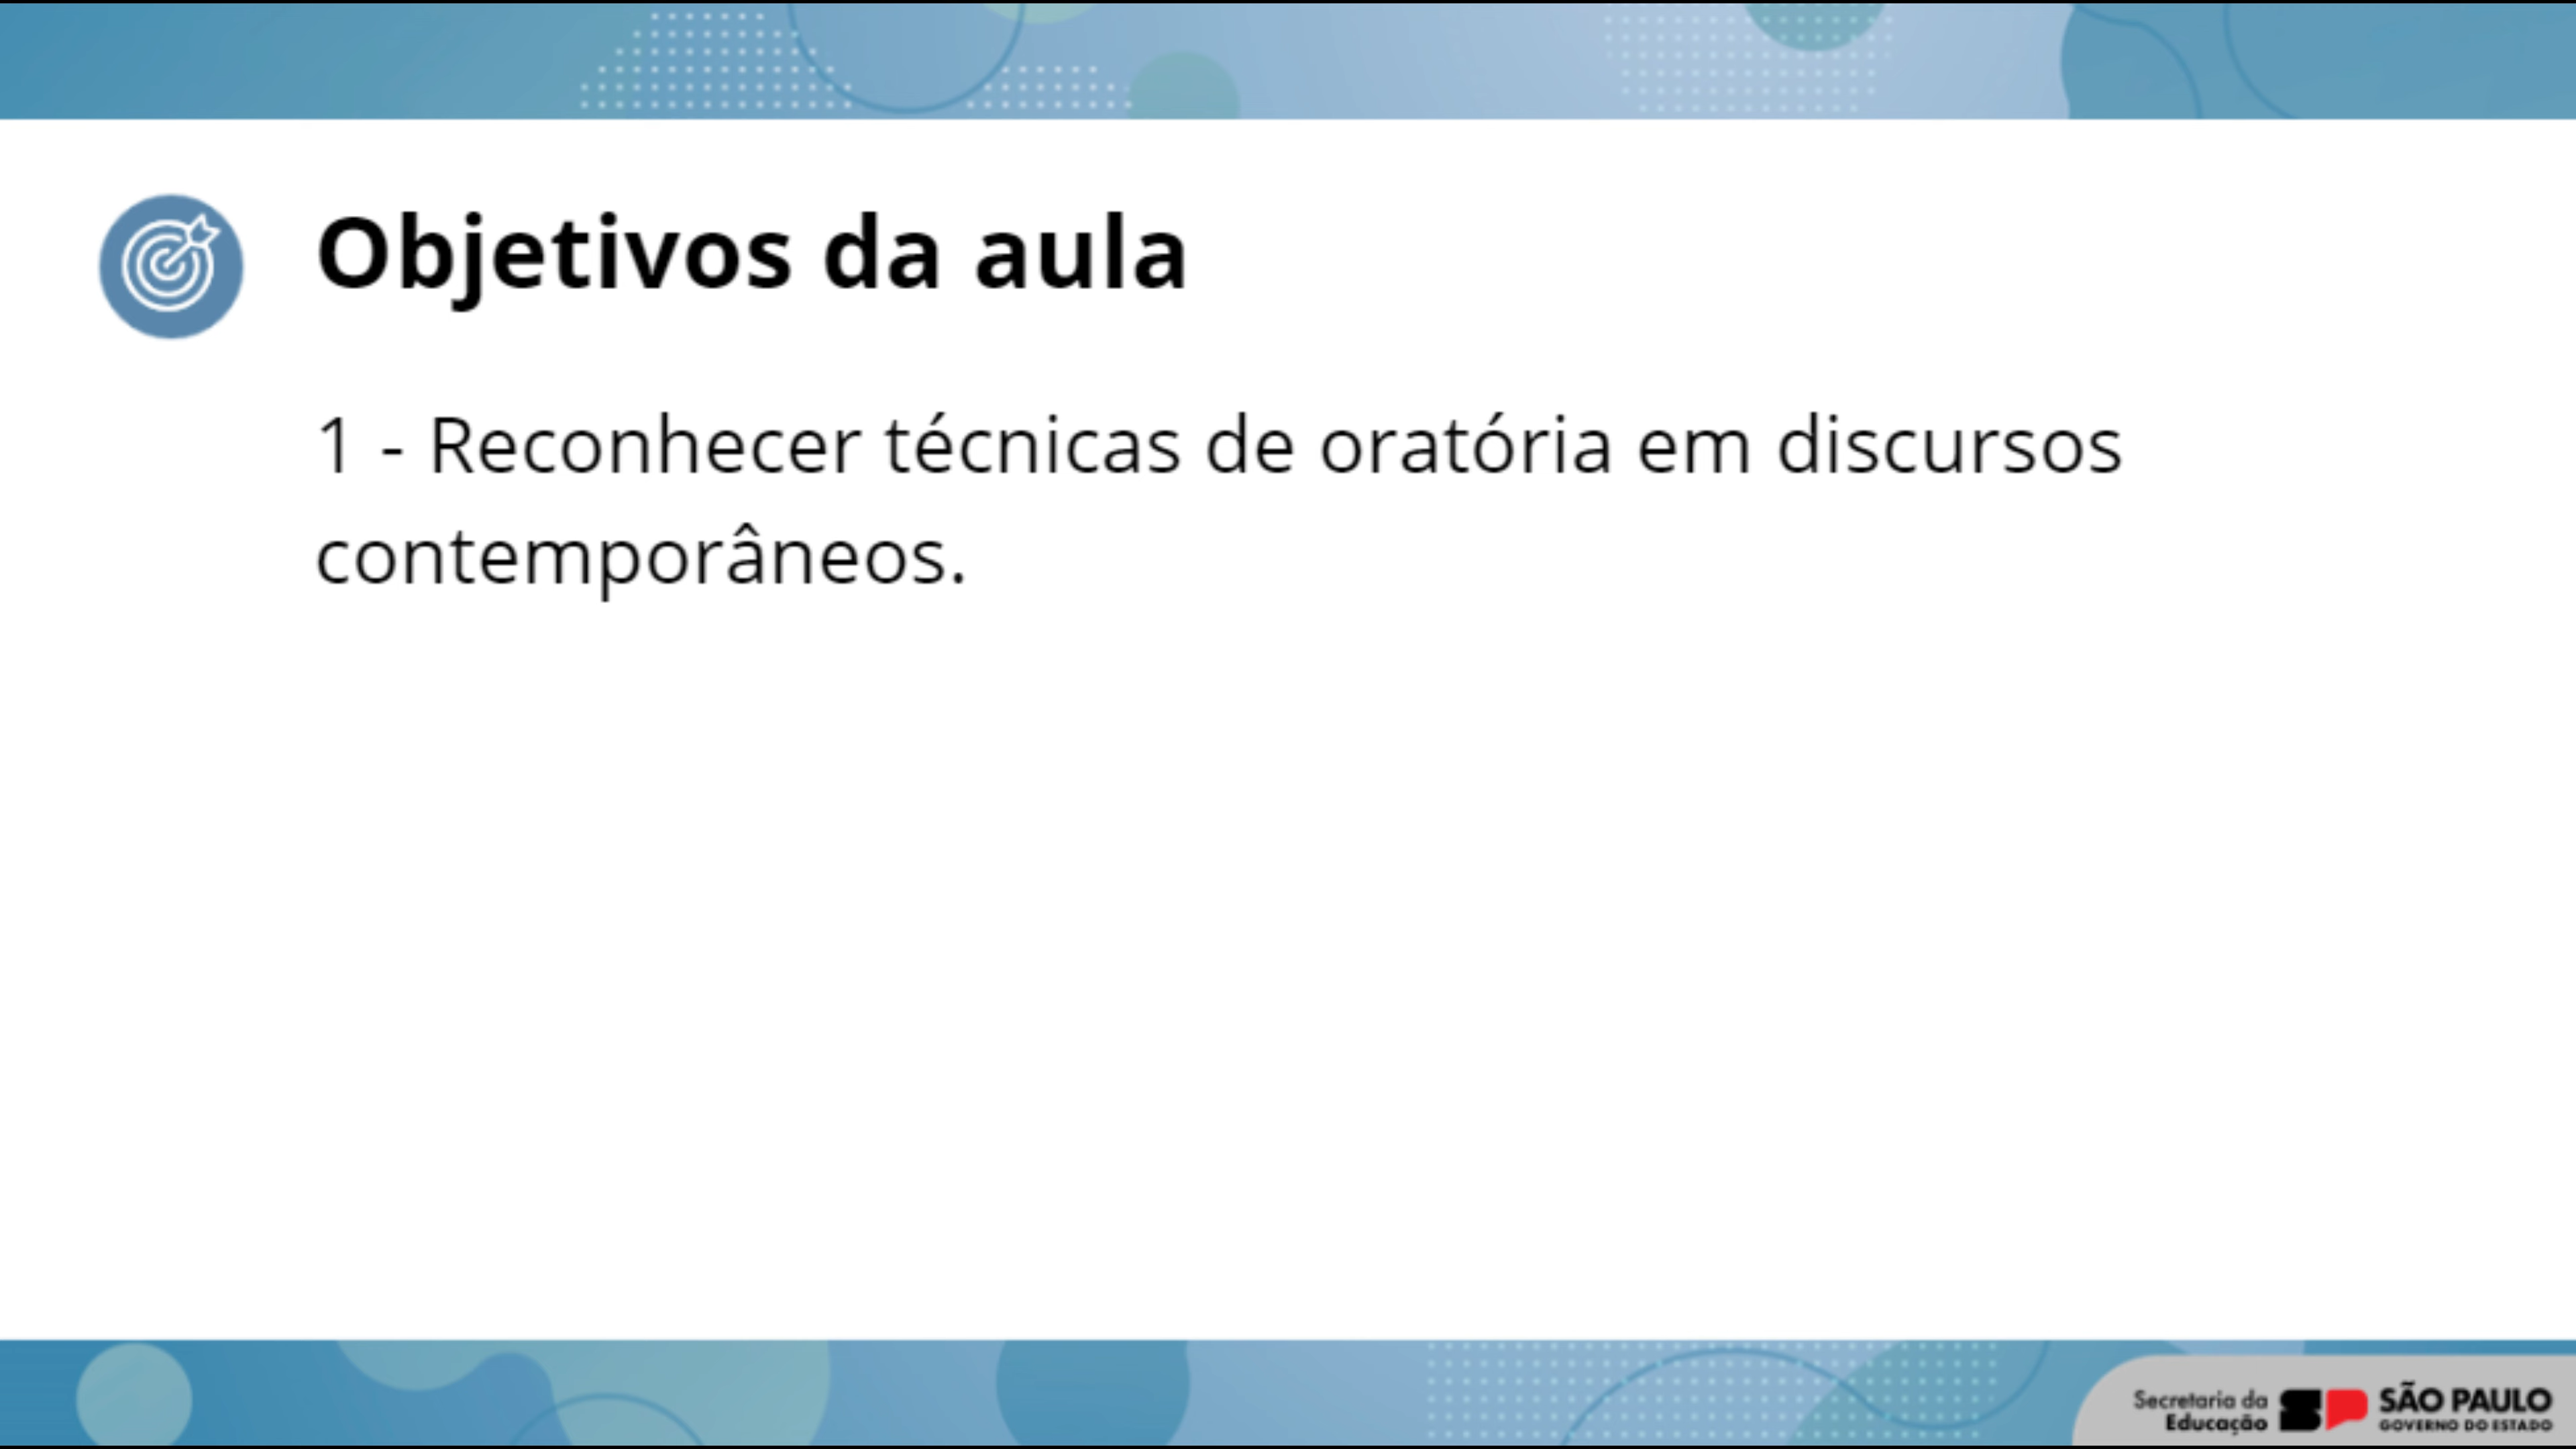 Objetivos da aula
1 - Reconhecer técnicas de oratória em discursos
contemporâneos.
Secretaria da
Educação
SP
SÃO PAULO
GOVERNO DO ESTADO